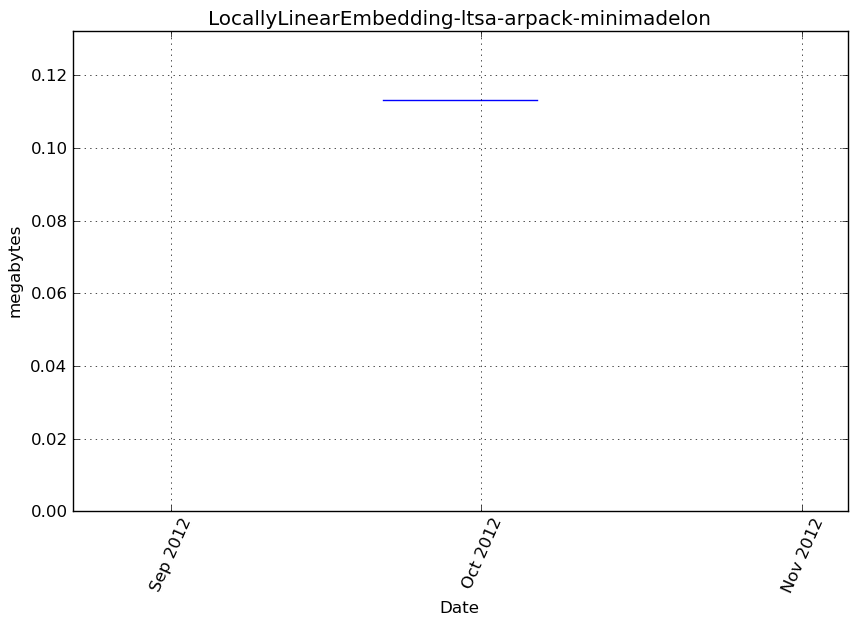 LocallyLinearEmbedding-ltsa-arpack-minimadelon
0.12
0.10
0.08
0.06
0.04
0.02
0.00
megabytes
Sep 2012
Oct 2012
Nov 2012
Date